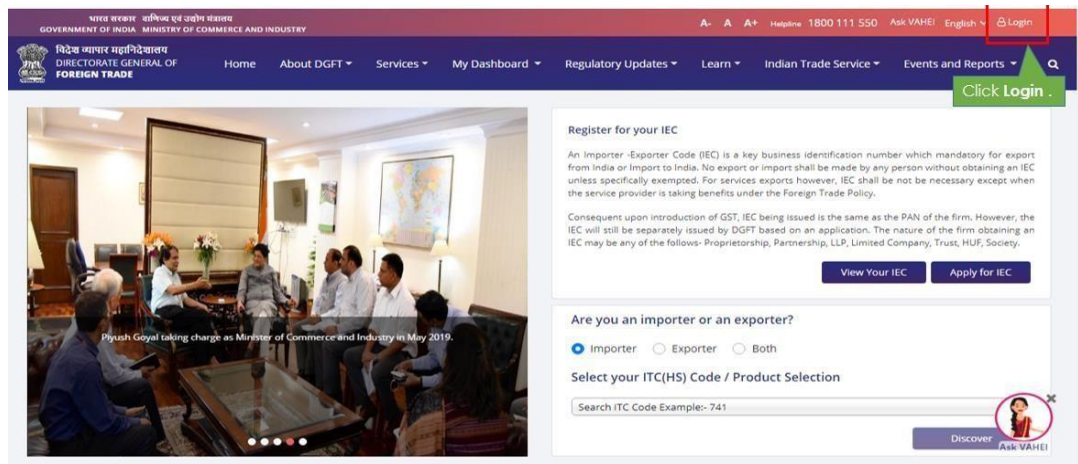 भारत सरकार वाणिज्य एवं उद्योग मंत्रालय
GOVERNMENT OF INDIA MINISTRY OF COMMERCE AND INDUSTRY
A- A A+ Helpline 1800 111 550 Ask VAHEI English Login
विदेश व्यापार महानिदेशालय
DIRECTORATE GENERAL OF
FOREIGN TRADE
Home About DGFT Services My Dashboard Regulatory Updates Learn Indian Trade Service Events and Reports
Click Login .
Piyush Goyal taking charge as Minister of Commerce and Industry in May 2019.
Register for your IEC
An Importer -Exporter Code (IEC) is a key business identification number which mandatory for export
from India or Import to India. No export or import shall be made by any person without obtaining an IEC
unless specifically exempted. For services exports however, IEC shall be not be necessary except when
the service provider is taking benefits under the Foreign Trade Policy.
Consequent upon introduction of GST, IEC being issued is the same as the PAN of the firm. However, the
IEC will still be separately issued by DGFT based on an application. The nature of the firm obtaining an
IEC may be any of the follows- Proprietorship, Partnership, LLP, Limited Company, Trust, HUF, Society.
View Your IEC Apply for IEC
Are you an importer or an exporter?
Importer Exporter Both
Select your ITC(HS) Code / Product Selection
Search ITC Code Example:- 741
Discover
Ask VAHEI